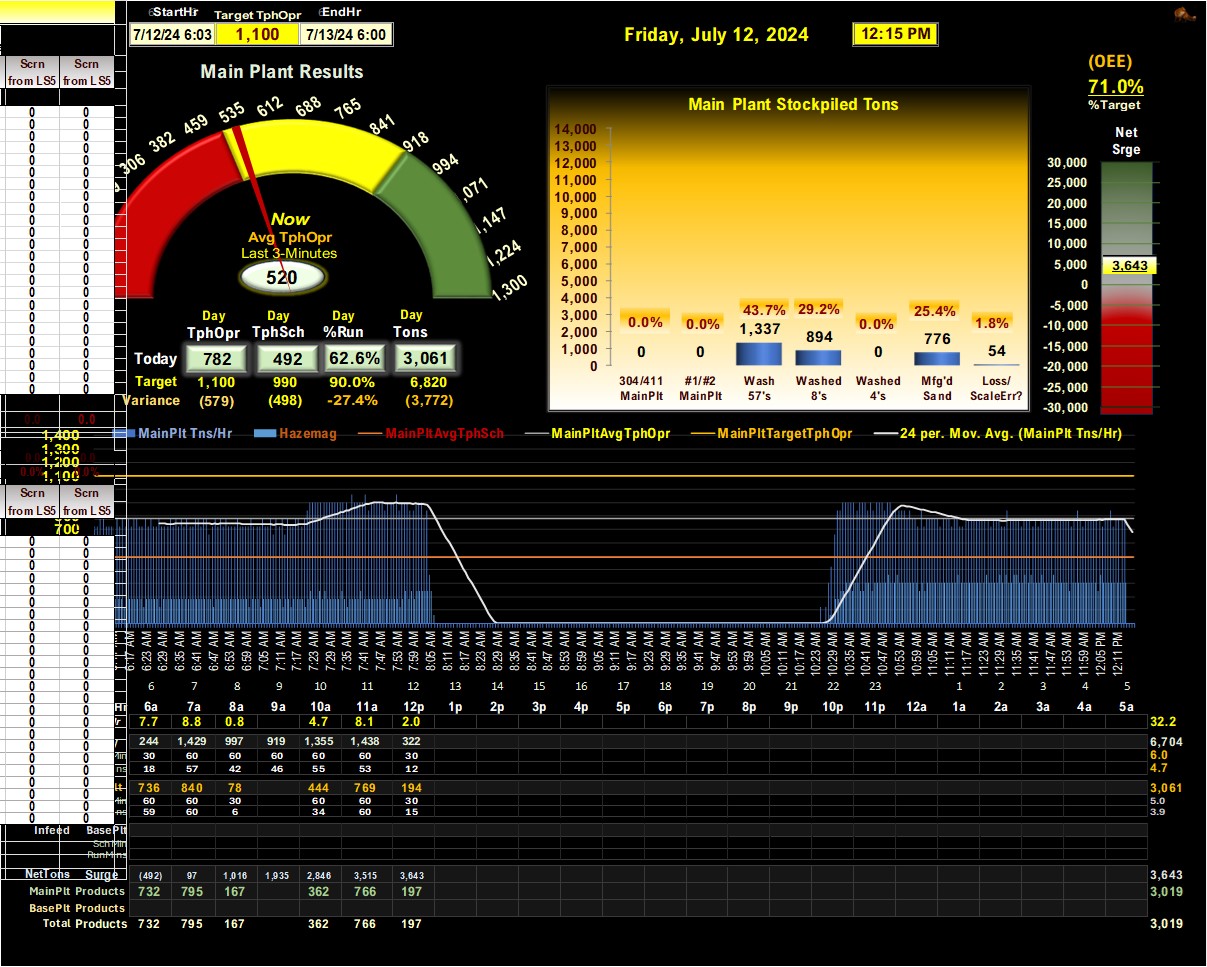 StartHr Target TphOpr EndHr
7/12/24 6:03 1,100 7/13/24 6:00
Friday, July 12, 2024 12:15 PM
Main Plant Results
(OEE)
71.0%
%Target
Scrn Scrn
from LS5 from LS5
306 382 459 535 612 688 765 841 918 994 ,071 ,147 1,224 1,300
Now
Avg TphOpr
Last 3-Minutes
520
Day Day Day Day
TphOpr TphSch %Run Tons
Today 782 492 62.6% 3,061
Target 1,100 990 90.0% 6,820
Variance (579) (498) -27.4% (3,772)
Main Plant Stockpiled Tons
14,000
13,000
12,000
11,000
10,000
9,000
8,000
7,000
6,000
5,000
4,000
3,000
2,000
1,000
0
0.0% 0.0% 43.7% 29.2% 0.0% 25.4% 1.8%
0 0 1,337 894 0 776 54
304/411 #1/#2 Wash Washed Washed Mfg'd Loss/
MainPlt MainPlt 57's 8's 4's Sand ScaleErr?
Net
Srge
30,000
25,000
20,000
15,000
10,000
5,000
0
-5,000
-10,000
-15,000
-20,000
-25,000
-30,000
3,643
MainPlt Tns/Hr Hazemag MainPltAvgTphSch MainPltAvgTphOpr MainPltTargetTphOpr 24 per. Mov. Avg. (MainPlt Tns/Hr)
1,400
1,300
1,200
1,100
Scrn Scrn
from LS5 from LS5
700
6:17 AM 6:23 AM 6:29 AM 6:35 AM 6:41 AM 6:47 AM 6:53 AM 6:59 AM 7:05 AM 7:11 AM 7:17 AM 7:23 AM 7:29 AM 7:35 AM 7:41 AM 7:47 AM 7:53 AM 7:59 AM 8:05 AM 8:11 AM 8:17 AM 8:23 AM 8:29 AM 8:35 AM 8:41 AM 8:47 AM 8:53 AM 8:59 AM 9:05 AM 9:11 AM 9:17 AM 9:23 AM 9:29 AM 9:35 AM 9:41 AM 9:47 AM 9:53 AM 9:59 AM 10:05 AM 10:11 AM 10:17 AM 10:23 AM 10:29 AM 10:35 AM 10:41 AM 10:47 AM 10:53 AM 10:59 AM 11:05 AM 11:11 AM 11:17 AM 11:23 AM 11:29 AM 11:35 AM 11:41 AM 11:47 AM 11:53 AM 11:59 AM 12:05 PM 12:11 PM
6 7 8 9 10 11 12 13 14 15 16 17 18 19 20 21 22 23 1 2 3 4 5
6a 7a 8a 9a 10a 11a 12p 1p 2p 3p 4p 5p 6p 7p 8p 9p 10p 11p 12a 1a 2a 3a 4a 5a
7.7 8.8 0.8 4.7 8.1 2.0 32.2
244 1,429 997 919 1,355 1,438 322 6,704
30 60 60 60 60 60 30 6.0
18 57 42 46 55 53 12 4.7
736 840 78 444 769 194 3,061
60 60 30 60 60 30 5.0
59 60 6 34 60 15 3.9
Infeed BasePlt
SchMin
RunMins
NetTons Surge (492) 97 1,016 1,935 2,846 3,515 3,643 3,643
MainPlt Products 732 795 167 362 766 197 3,019
BasePlt Products
Total Products 732 795 167 362 766 197 3,019